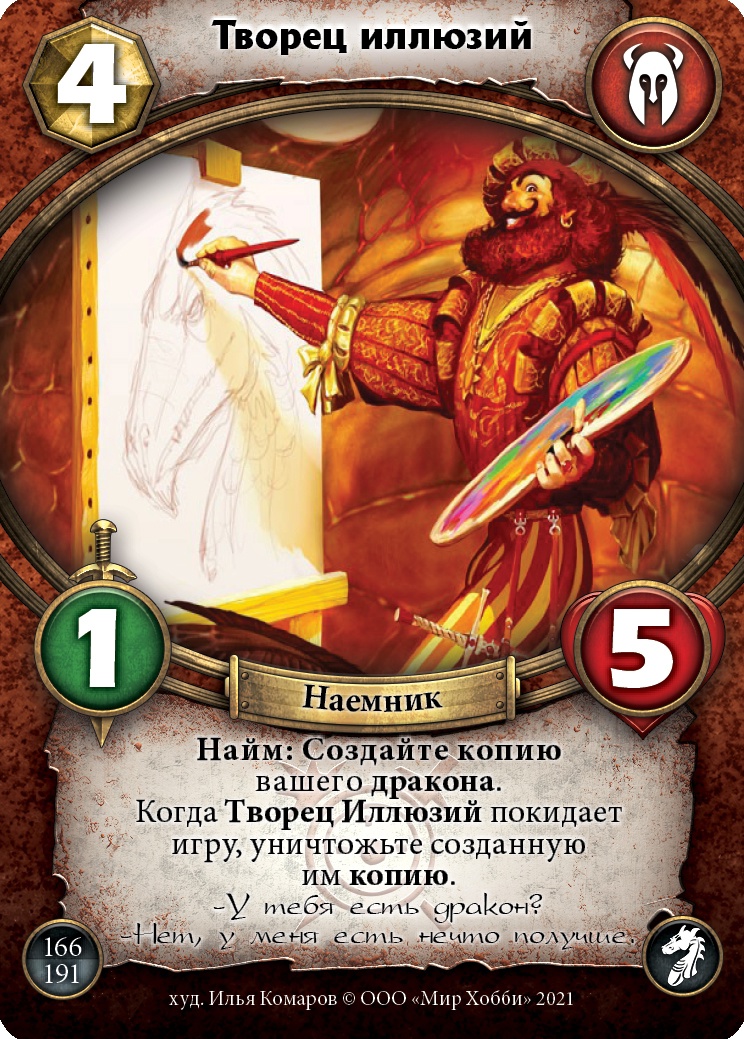 Творец иллюзий
4
1
5
Наемник
Найм: Создайте копию
вашего дракона.
Когда Творец Иллюзий покидает
игру, уничтожьте созданную
им копию.
-У тебя есть дракон?
-Нет, у меня есть нечто получше.
166
191
худ. Илья Комаров © ООО «Мир Хобби» 2021